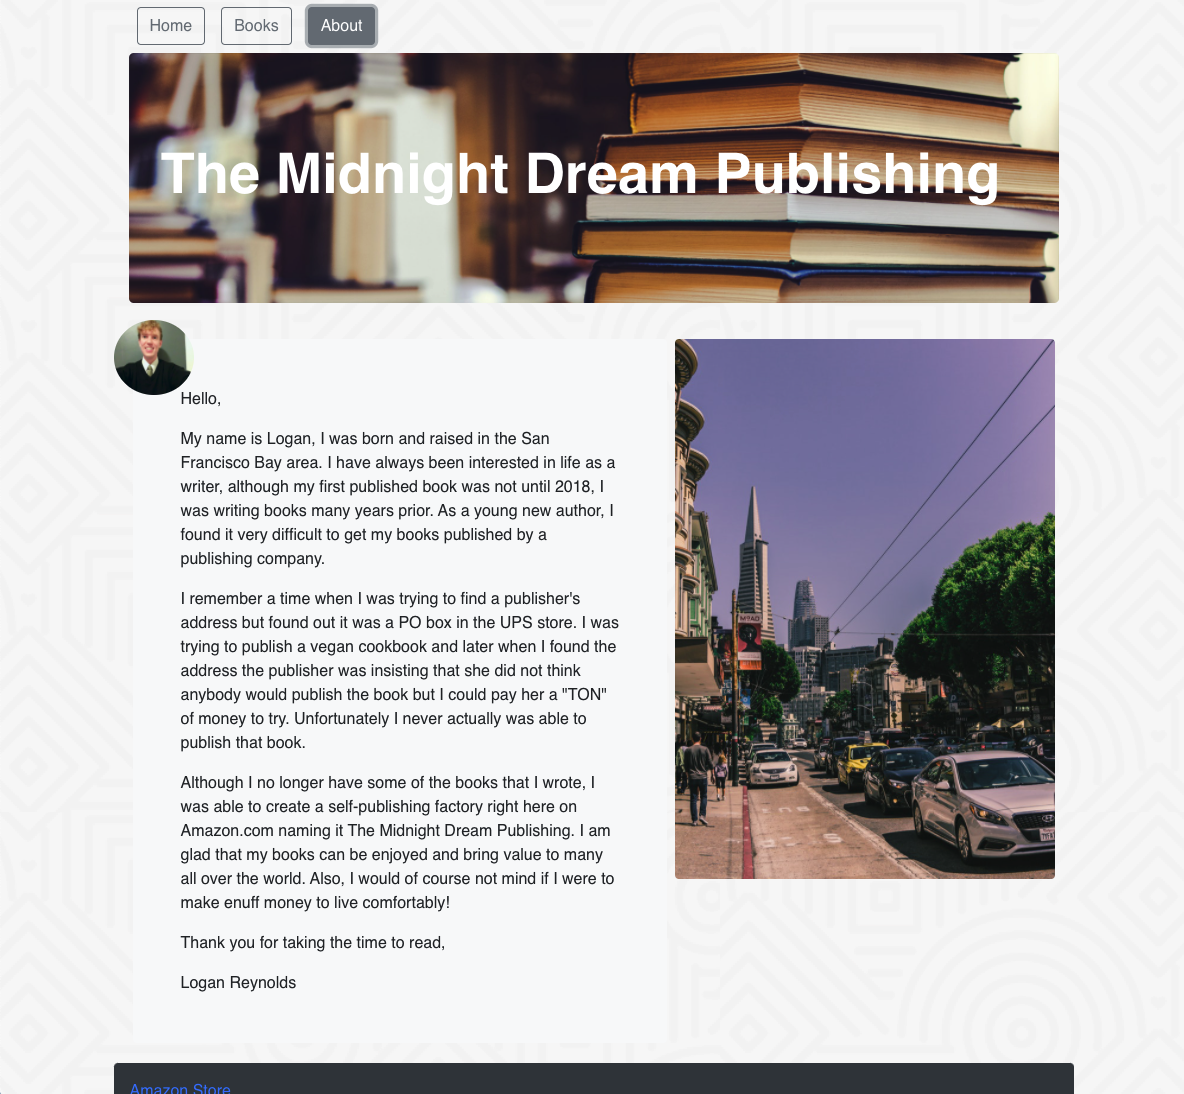 Home Books About
The Midnight Dream Publishing
Hello,
My name is Logan, I was born and raised in the San
Francisco Bay area. I have always been interested in life as a
writer, although my first published book was not until 2018, I
was writing books many years prior. As a young new author, I
found it very difficult to get my books published by a
publishing company.
I remember a time when I was trying to find a publisher's
address but found out it was a PO box in the UPS store. I was
trying to publish a vegan cookbook and later when I found the
address the publisher was insisting that she did not think
anybody would publish the book but I could pay her a "TON"
of money to try. Unfortunately I never actually was able to
publish that book.
Although I no longer have some of the books that I wrote, I
was able to create a self-publishing factory right here on
Amazon.com naming it The Midnight Dream Publishing. I am
glad that my books can be enjoyed and bring value to many
all over the world. Also, I would of course not mind if I were to
make enuff money to live comfortably!
Thank you for taking the time to read,
Logan Reynolds
Amazon Store